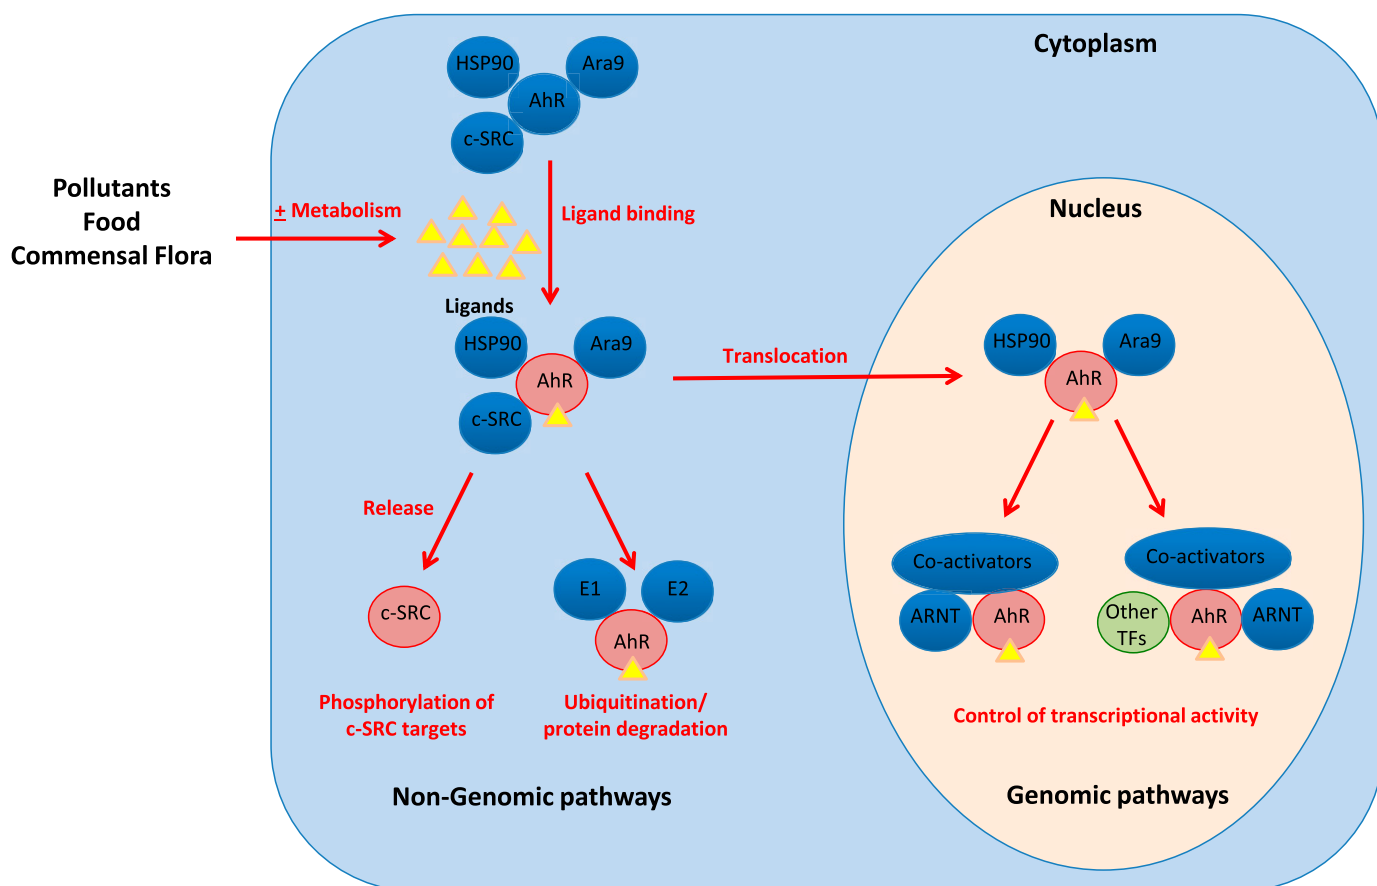 Cytoplasm
HSP90
Ara9
AhR
c-SRC
Pollutants
Food
Commensal Flora
± Metabolism
Ligand binding
Ligands
Nucleus
HSP90
Ara9
AhR
c-SRC
Translocation
HSP90
Ara9
AhR
Release
c-SRC
E1
E2
AhR
Co-activators
ARNT
AhR
Co-activators
Other
TFs
AhR
ARNT
Phosphorylation of
c-SRC targets
Ubiquitination/
protein degradation
Control of transcriptional activity
Non-Genomic pathways
Genomic pathways